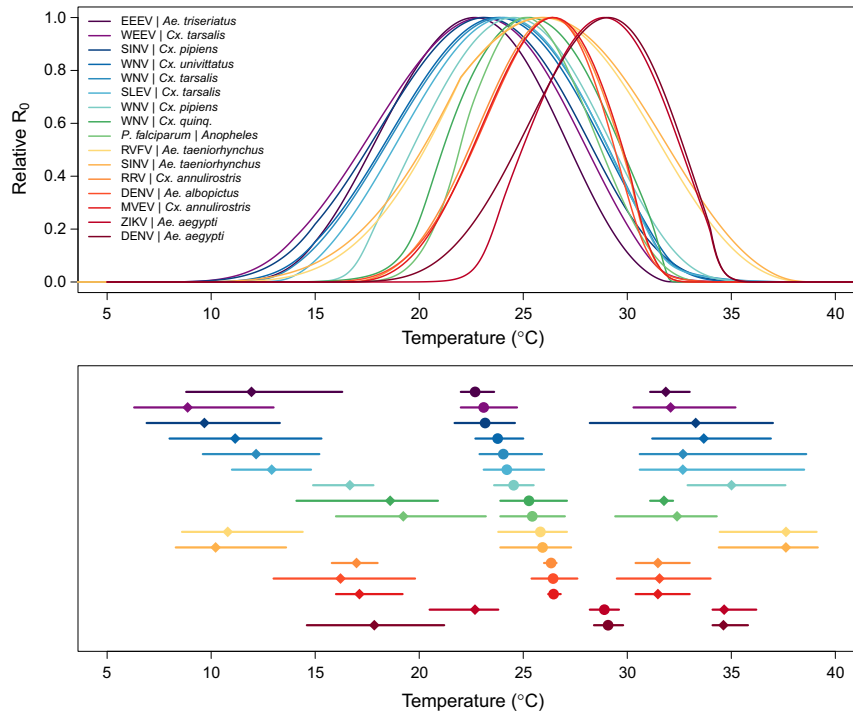 1.0
0.8
0.6
0.4
0.2
0.0
Relative R0
EEEV | Ae. triseriatus
WEEV | Cx. tarsalis
SINV | Cx. pipiens
WNV | Cx. univittatus
WNV | Cx. tarsalis
SLEV | Cx. tarsalis
WNV | Cx. pipiens
WNV | Cx. quinq.
P. falciparum | Anopheles
RVFV | Ae. taeniorhynchus
SINV | Ae. taeniorhynchus
RRV | Cx. annulirostris
DENV | Ae. albopictus
MVEV | Cx. annulirostris
ZIKV | Ae. aegypti
DENV | Ae. aegypti
5 10 15 20 25 30 35 40
Temperature (°C)
5 10 15 20 25 30 35 40
Temperature (°C)